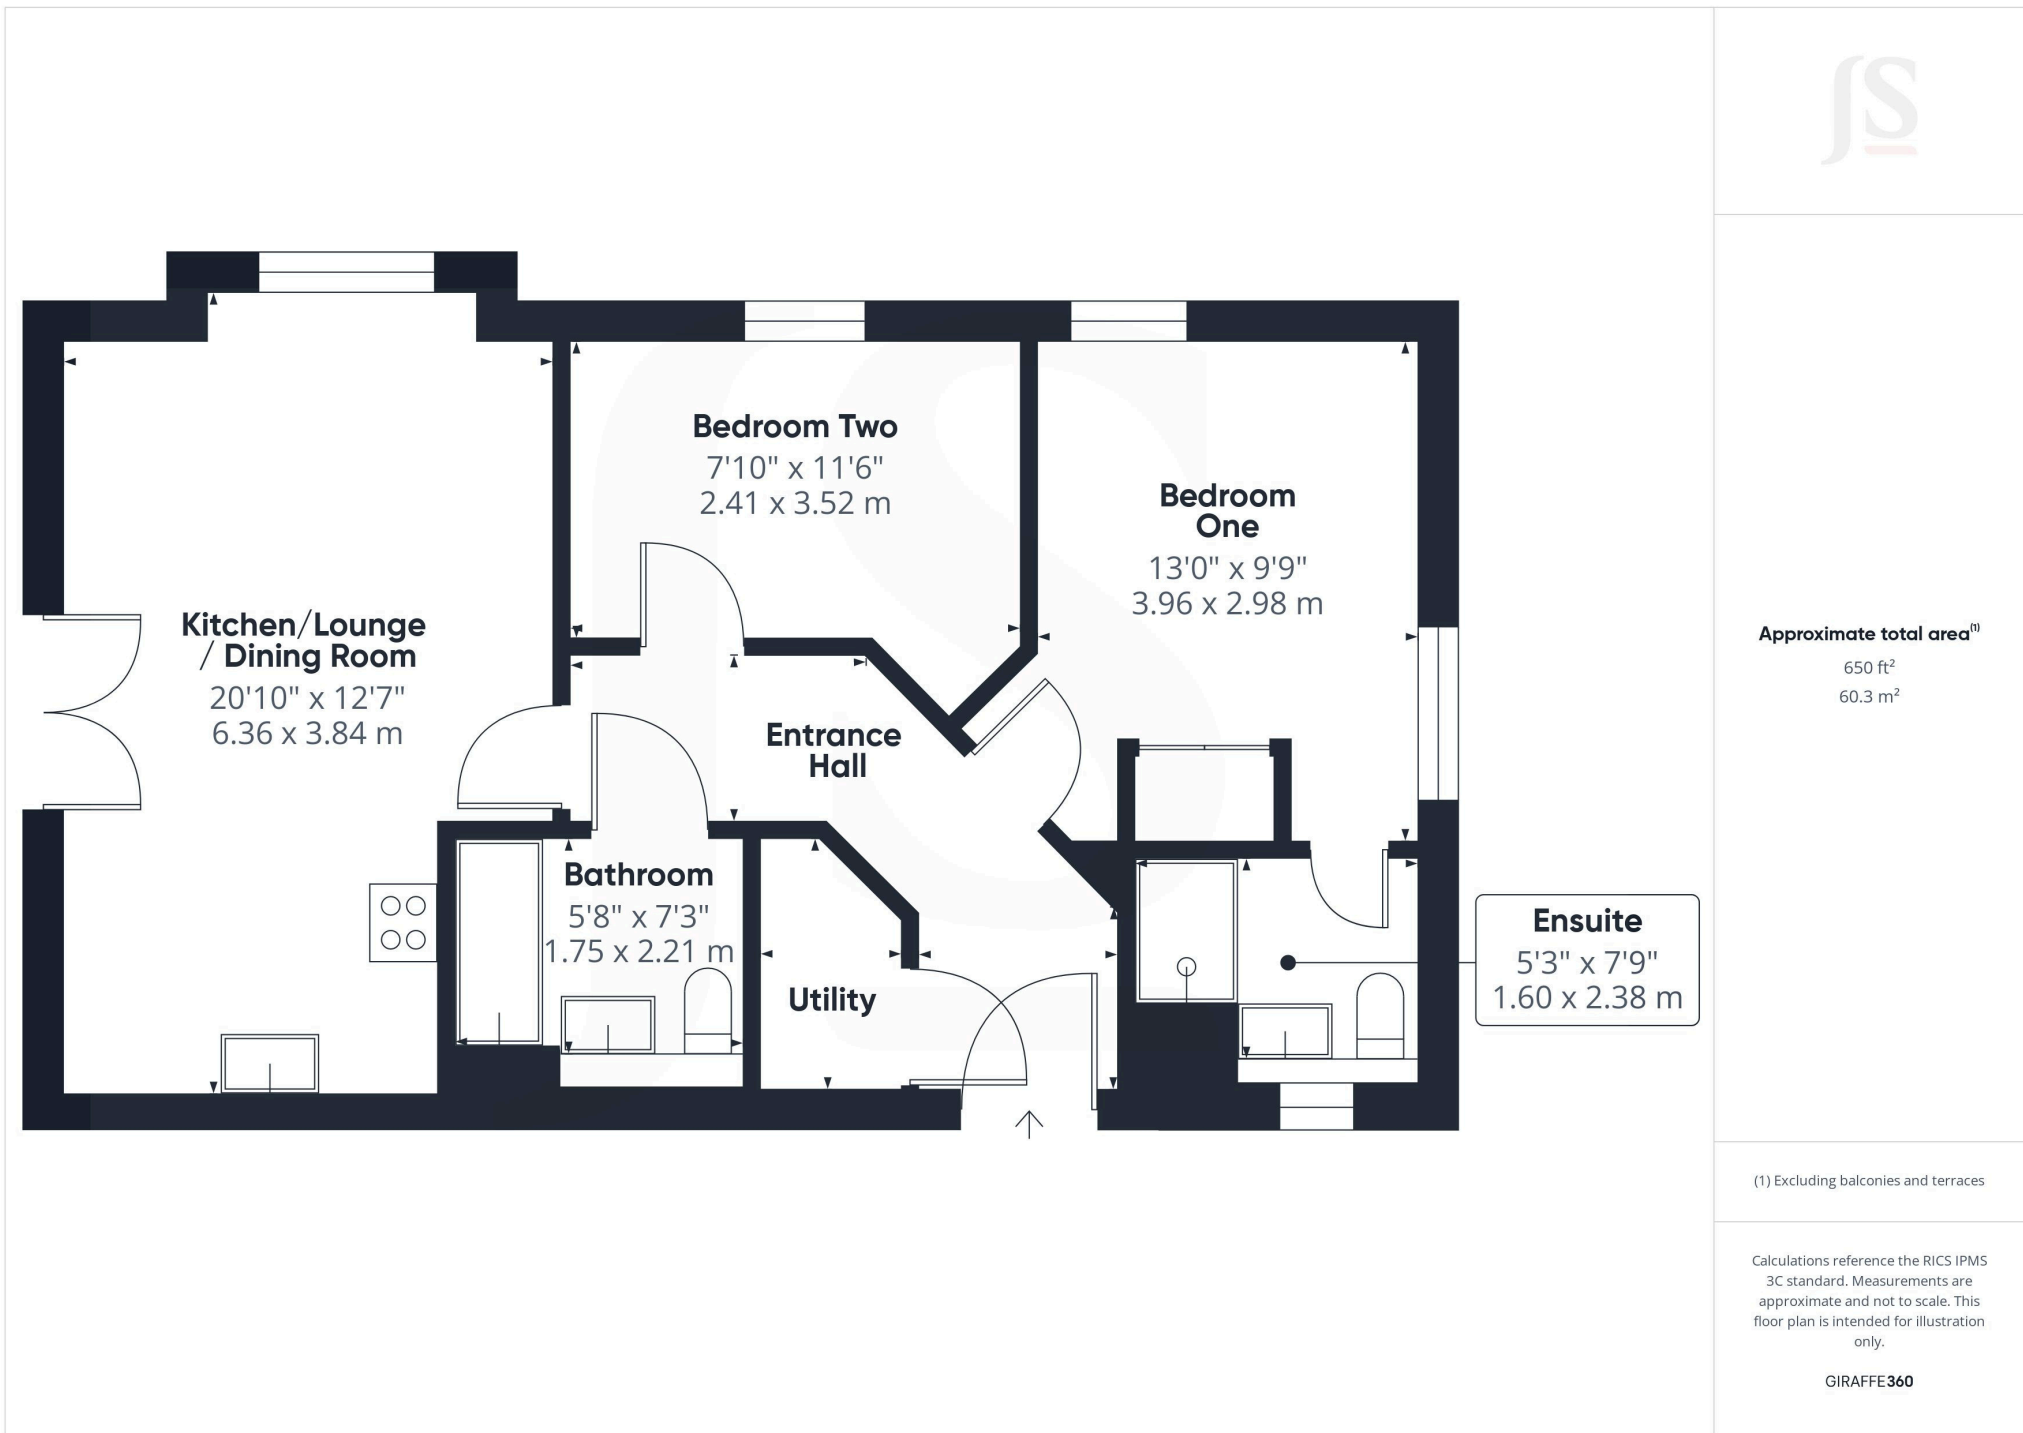 Bedroom Two
7'10" x 11'6"
2.41 x 3.52 m
Bedroom
One
13'0" x 9'9"
3.96 x 2.98 m
Kitchen/Lounge
/ Dining Room
20'10" x 12'7"
6.36 x 3.84 m
Entrance
Hall
Bathroom
5'8" x 7'3"
1.75 x 2.21 m
Utility
Ensuite
5'3" x 7'9"
1.60 x 2.38 m
JS
Approximate total area(1)
650 ft²
60.3 m²
(1) Excluding balconies and terraces
Calculations reference the RICS IPMS
3C standard. Measurements are
approximate and not to scale. This
floor plan is intended for illustration
only.
GIRAFFE360